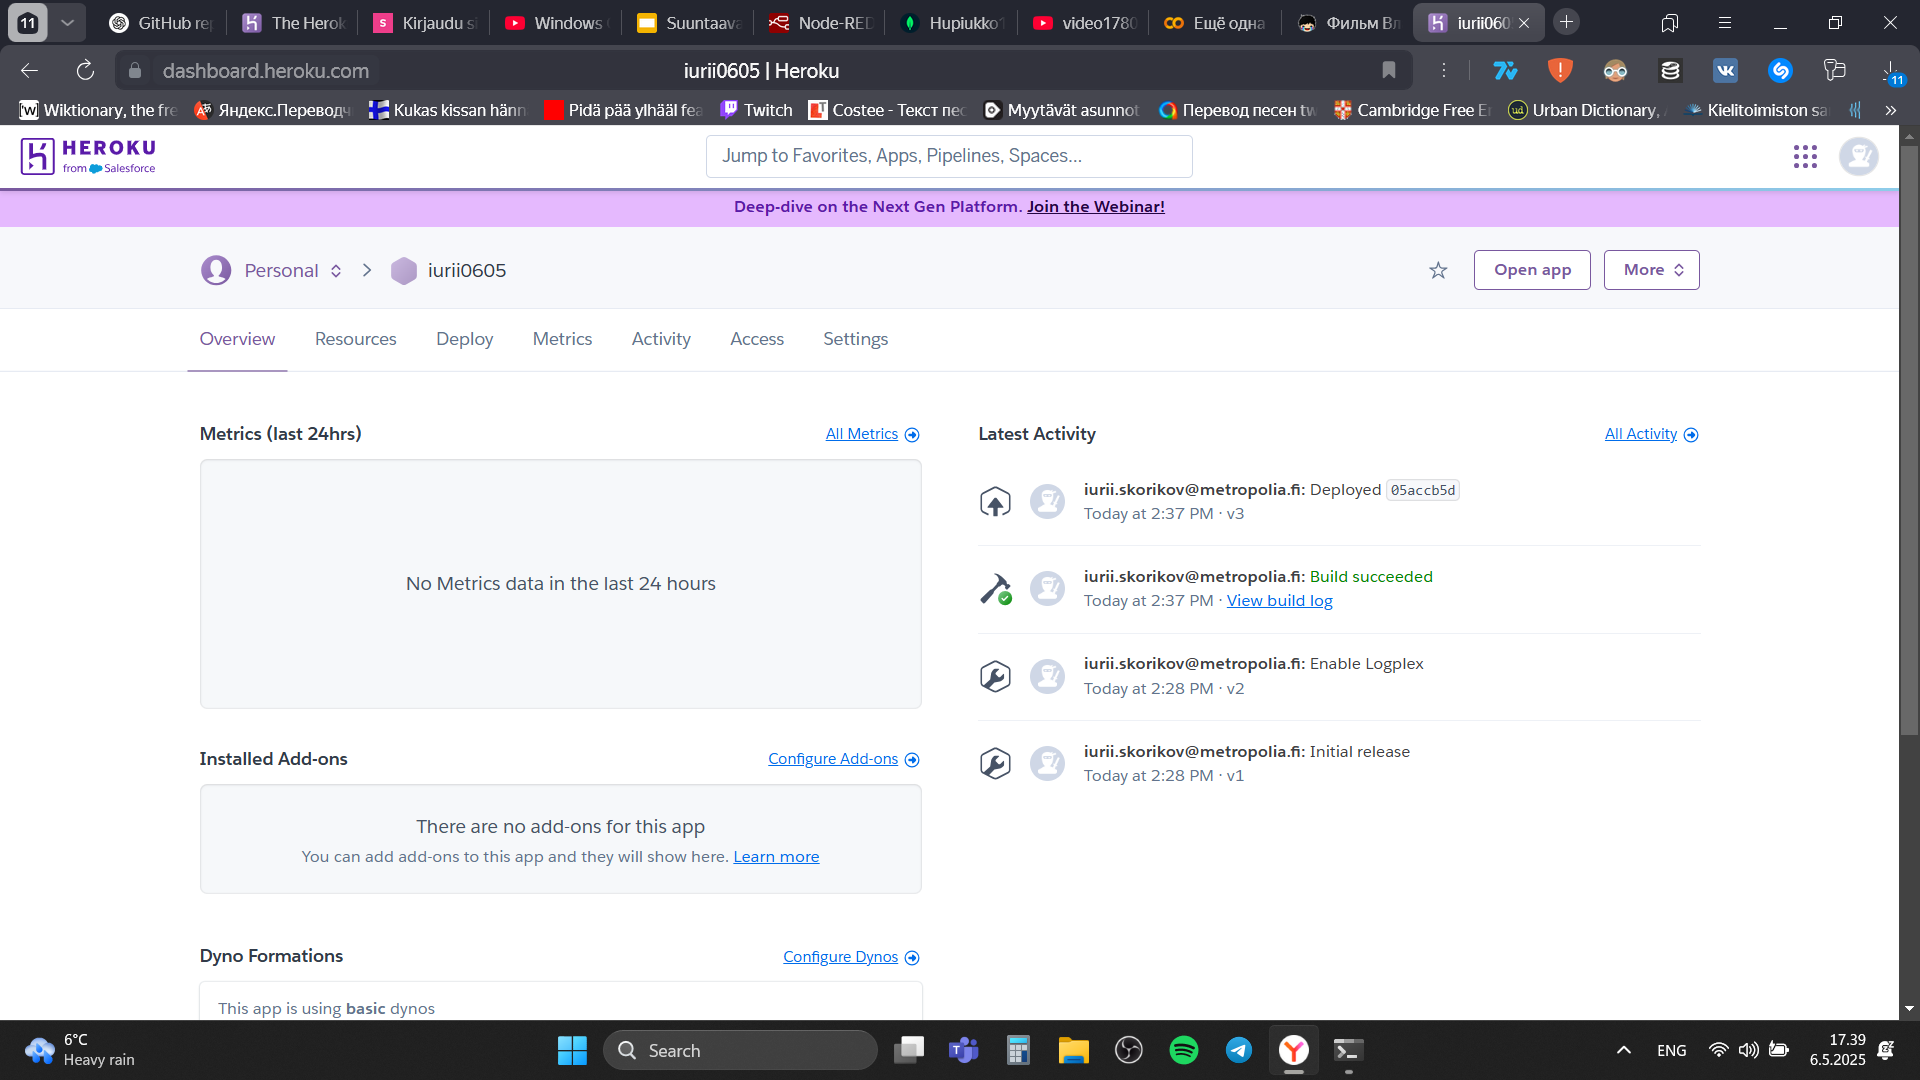 11
GitHub rep
The Herok
Kirjaudu s
Windows
Suuntaava
Node-RED
Hupiukko1
video1780
Ещё одна
Фильм Вл
iurii060
dashboard.heroku.com
iurii0605 | Heroku
11
Wiktionary, the fre
Яндекс.Переводч
Kukas kissan hänn
Pidä pää ylhääl fea
Twitch
Costee - Текст пес
Myytävät asunnot
Перевод песен tw
Cambridge Free E
Urban Dictionary,
Kielitoimiston sa
»
HEROKU
from Salesforce
Jump to Favorites, Apps, Pipelines, Spaces...
Deep-dive on the Next Gen Platform. Join the Webinar!
Personal
iurii0605
Open app
More
Overview
Resources
Deploy
Metrics
Activity
Access
Settings
Metrics (last 24hrs)
All Metrics
No Metrics data in the last 24 hours
Installed Add-ons
Configure Add-ons
There are no add-ons for this app
You can add add-ons to this app and they will show here. Learn more
Dyno Formations
Configure Dynos
This app is using basic dynos
Latest Activity
All Activity
iurii.skorikov@metropolia.fi: Deployed 05accb5d
Today at 2:37 PM · v3
iurii.skorikov@metropolia.fi: Build succeeded
Today at 2:37 PM · View build log
iurii.skorikov@metropolia.fi: Enable Logplex
Today at 2:28 PM · v2
iurii.skorikov@metropolia.fi: Initial release
Today at 2:28 PM · v1
6°C
Heavy rain
Search
ENG
17.39
6.5.2025